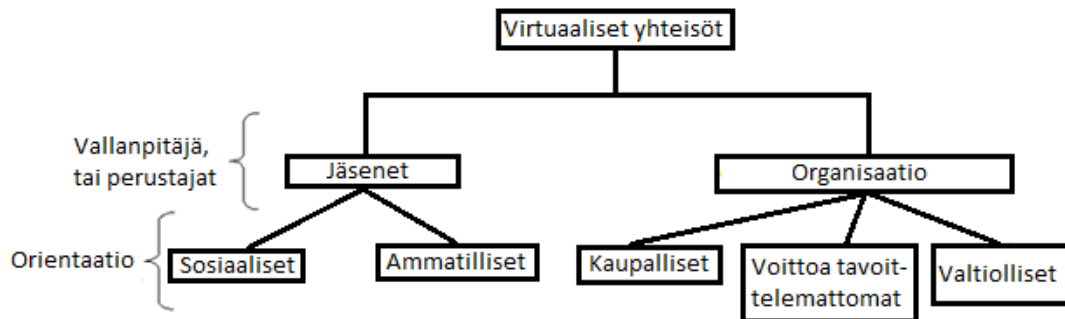 Virtuaaliset yhteisöt
Vallanpitäjä,
tai perustajat
Jäsenet
Organisaatio
Orientaatio
Sosiaaliset
Ammatilliset
Kaupalliset
Voittoa tavoit-
telemattomat
Valtiolliset